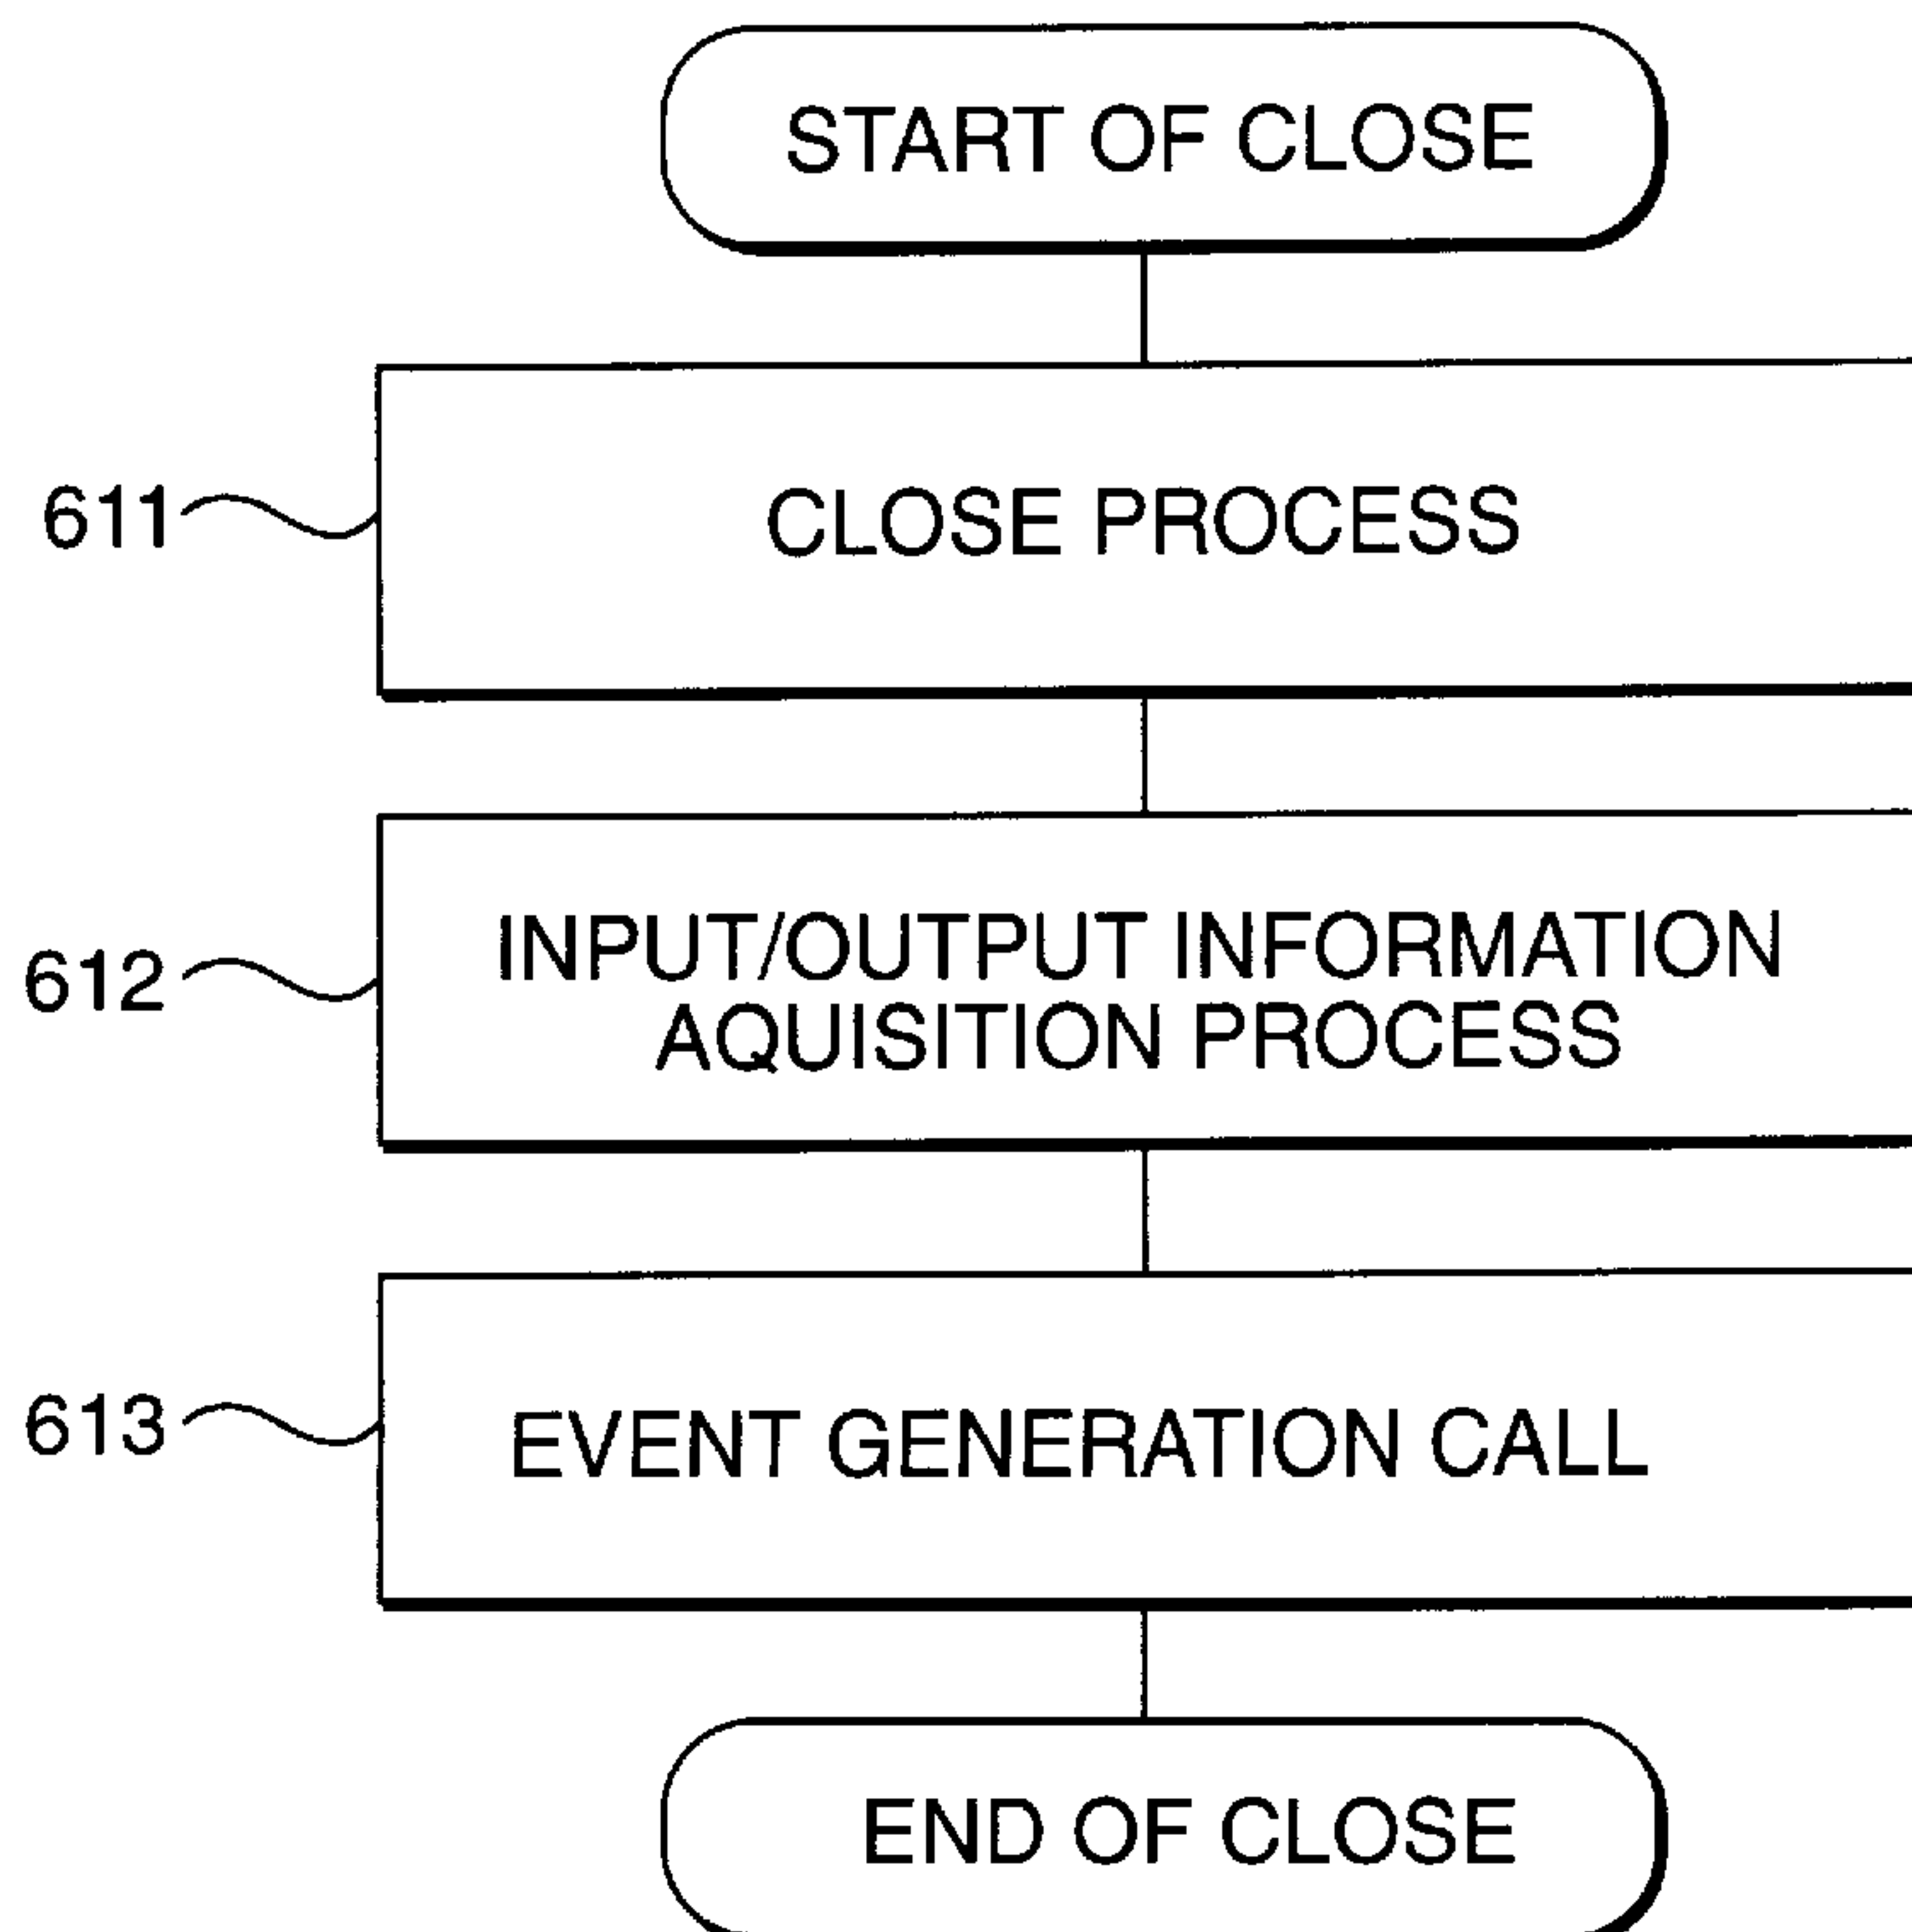 START OF CLOSE
611
CLOSE PROCESS
612
INPUT/OUTPUT INFORMATION
AQUISITION PROCESS
613
EVENT GENERATION CALL
END OF CLOSE